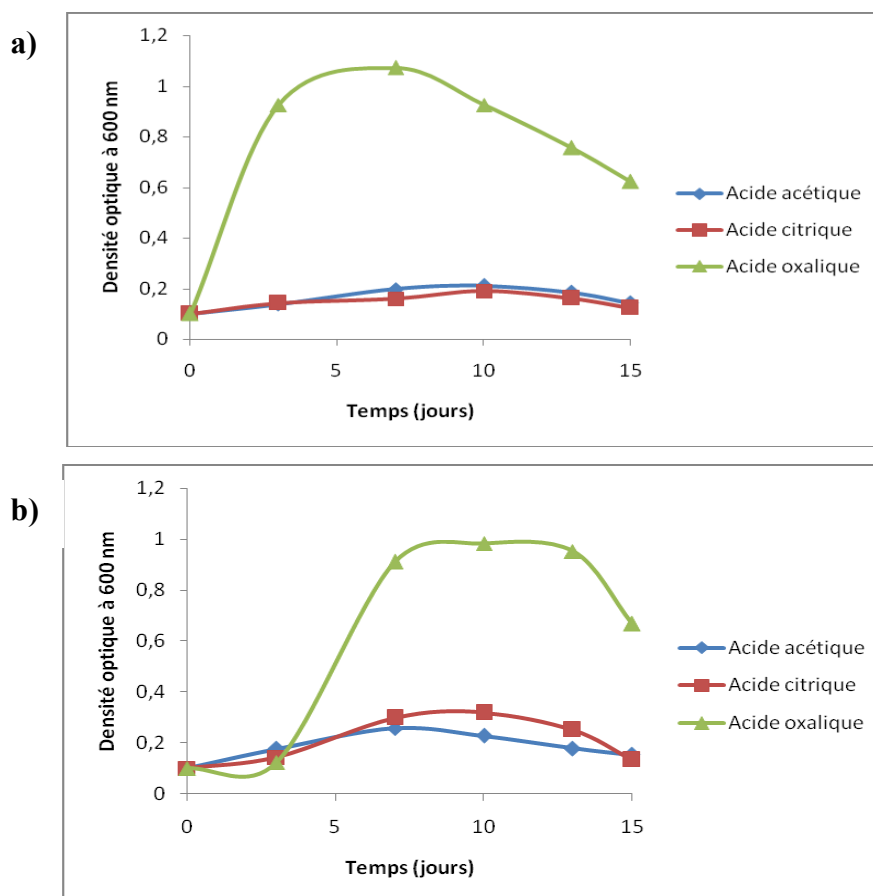 a)
1,2
1
0,8
0,6
0,4
0,2
0
Densité optique à 600 nm
0 5 10 15
Temps (jours)
Acide acétique
Acide citrique
Acide oxalique
b)
1,2
1
0,8
0,6
0,4
0,2
0
Densité optique à 600 nm
0 5 10 15
Temps (jours)
Acide acétique
Acide citrique
Acide oxalique